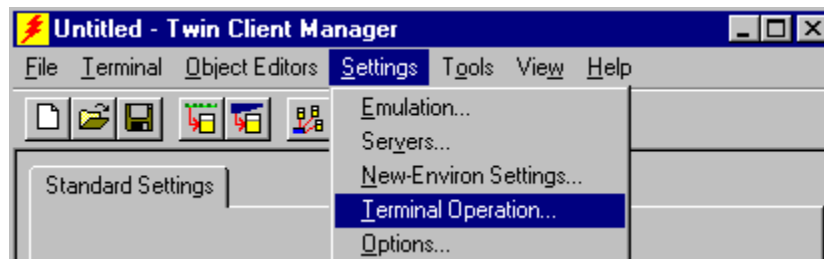 Untitled - Twin Client Manager
File Terminal Object Editors Settings Tools View Help
Emulation...
Servers...
New-Environ Settings...
Standard Settings
Terminal Operation...
Options...